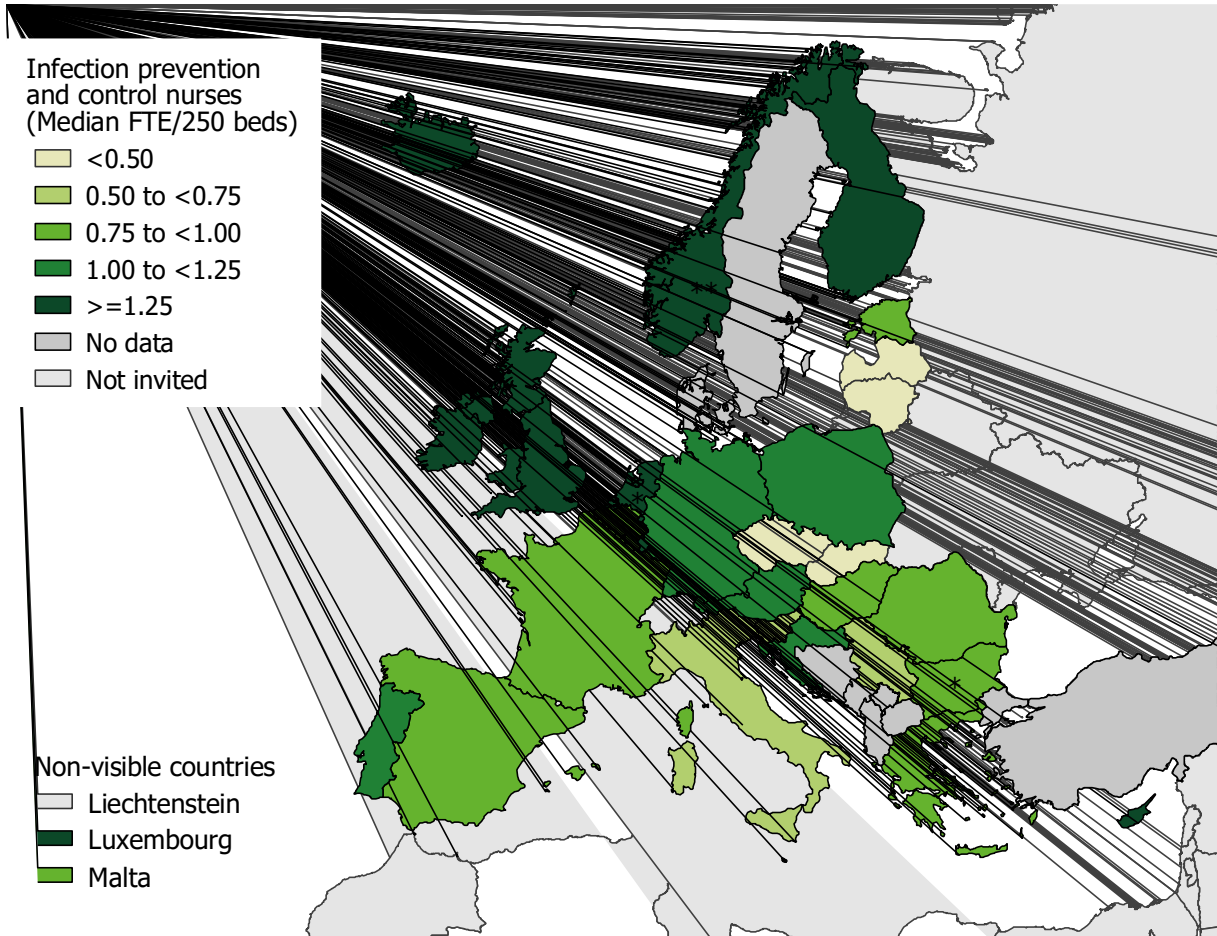 Infection prevention
and control nurses
(Median FTE/250 beds)
<0.50
0.50 to <0.75
0.75 to <1.00
1.00 to <1.25
>=1.25
No data
Not invited
Non-visible countries
Liechtenstein
Luxembourg
Malta